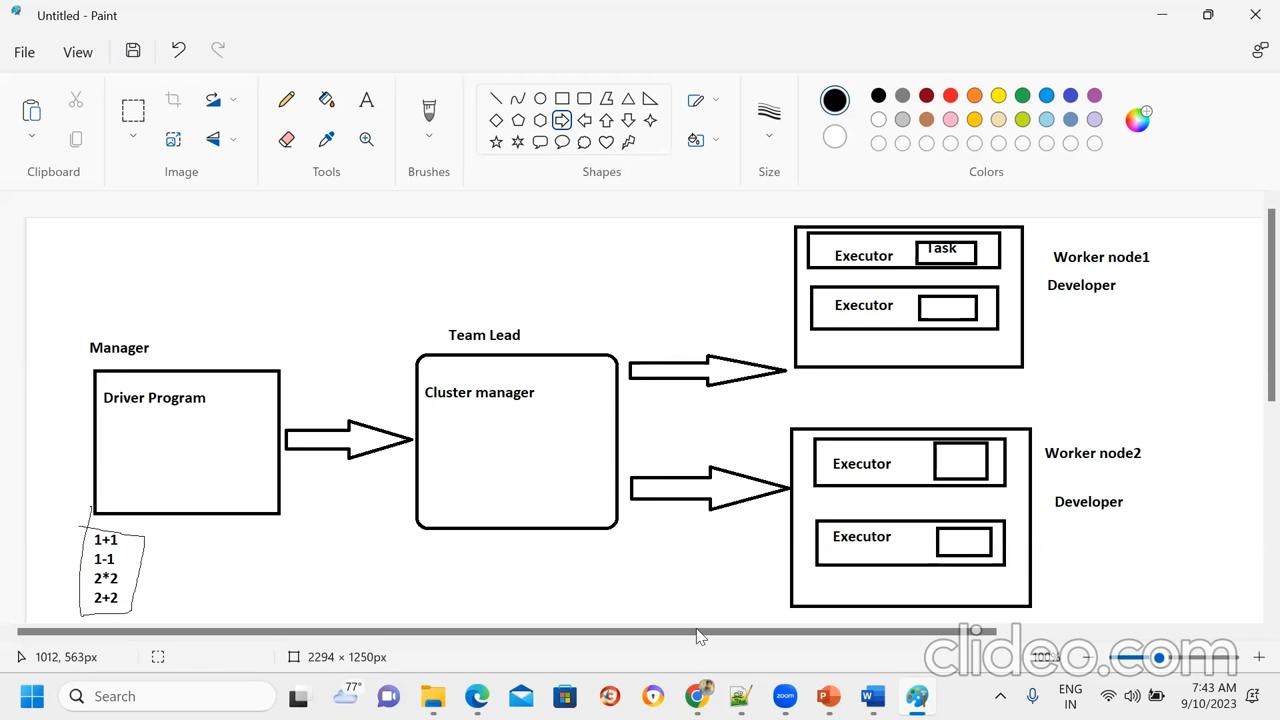 Untitled - Paint
File
View
Clipboard
Image
Tools
Brushes
Shapes
Size
Colors
Task
Executor
Worker node1
Developer
Executor
Team Lead
Manager
Cluster manager
Driver Program
Worker node2
Executor
Developer
Executor
1+1
1-1
2*2
2+2
1012, 563px
2294 × 1250px
100%
clideo.com
Search
77°
ENG
IN
7:43 AM
9/10/2023